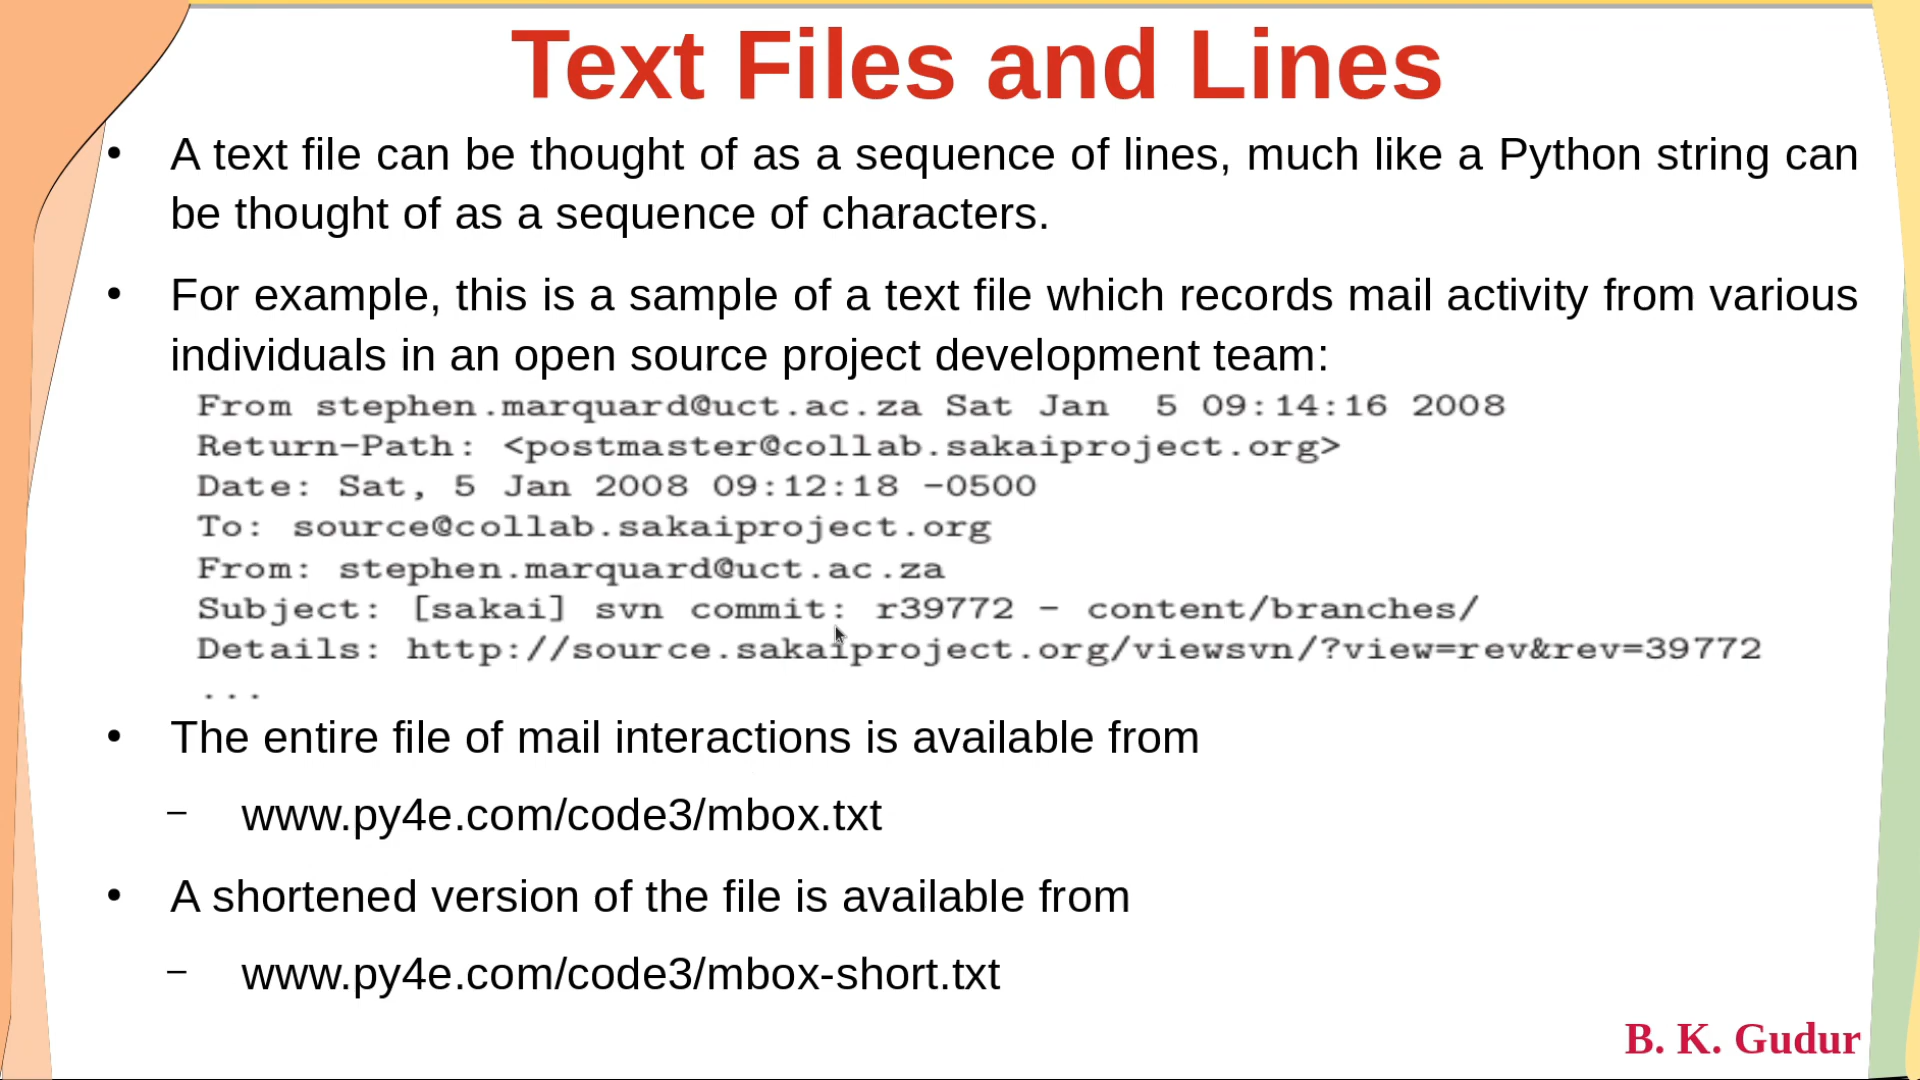 Text Files and Lines
• A text file can be thought of as a sequence of lines, much like a Python string can
be thought of as a sequence of characters.
• For example, this is a sample of a text file which records mail activity from various
individuals in an open source project development team:
From stephen.marquard@uct.ac.za Sat Jan  5 09:14:16 2008
Return-Path: <postmaster@collab.sakaiproject.org>
Date: Sat, 5 Jan 2008 09:12:18 -0500
To: source@collab.sakaiproject.org
From: stephen.marquard@uct.ac.za
Subject: [sakai] svn commit: r39772 - content/branches/
Details: http://source.sakaiproject.org/viewsvn/?view=rev&rev=39772
...
• The entire file of mail interactions is available from
– www.py4e.com/code3/mbox.txt
• A shortened version of the file is available from
– www.py4e.com/code3/mbox-short.txt
B. K. Gudur